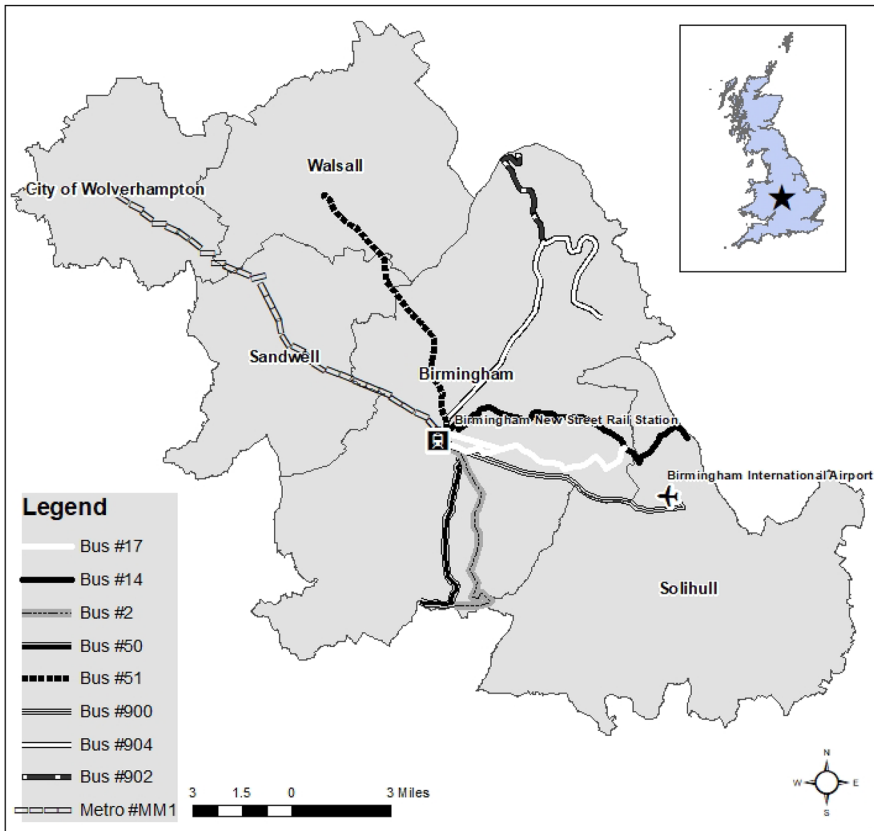 City of Wolverhampton
Walsall
Sandwell
Birmingham
Birmingham New Street Rail Station
Birmingham International Airport
Solihull
Legend
Bus #17
Bus #14
Bus #2
Bus #50
Bus #51
Bus #900
Bus #904
Bus #902
Metro #MM1
3 1.5 0 3 Miles
N
W E
S